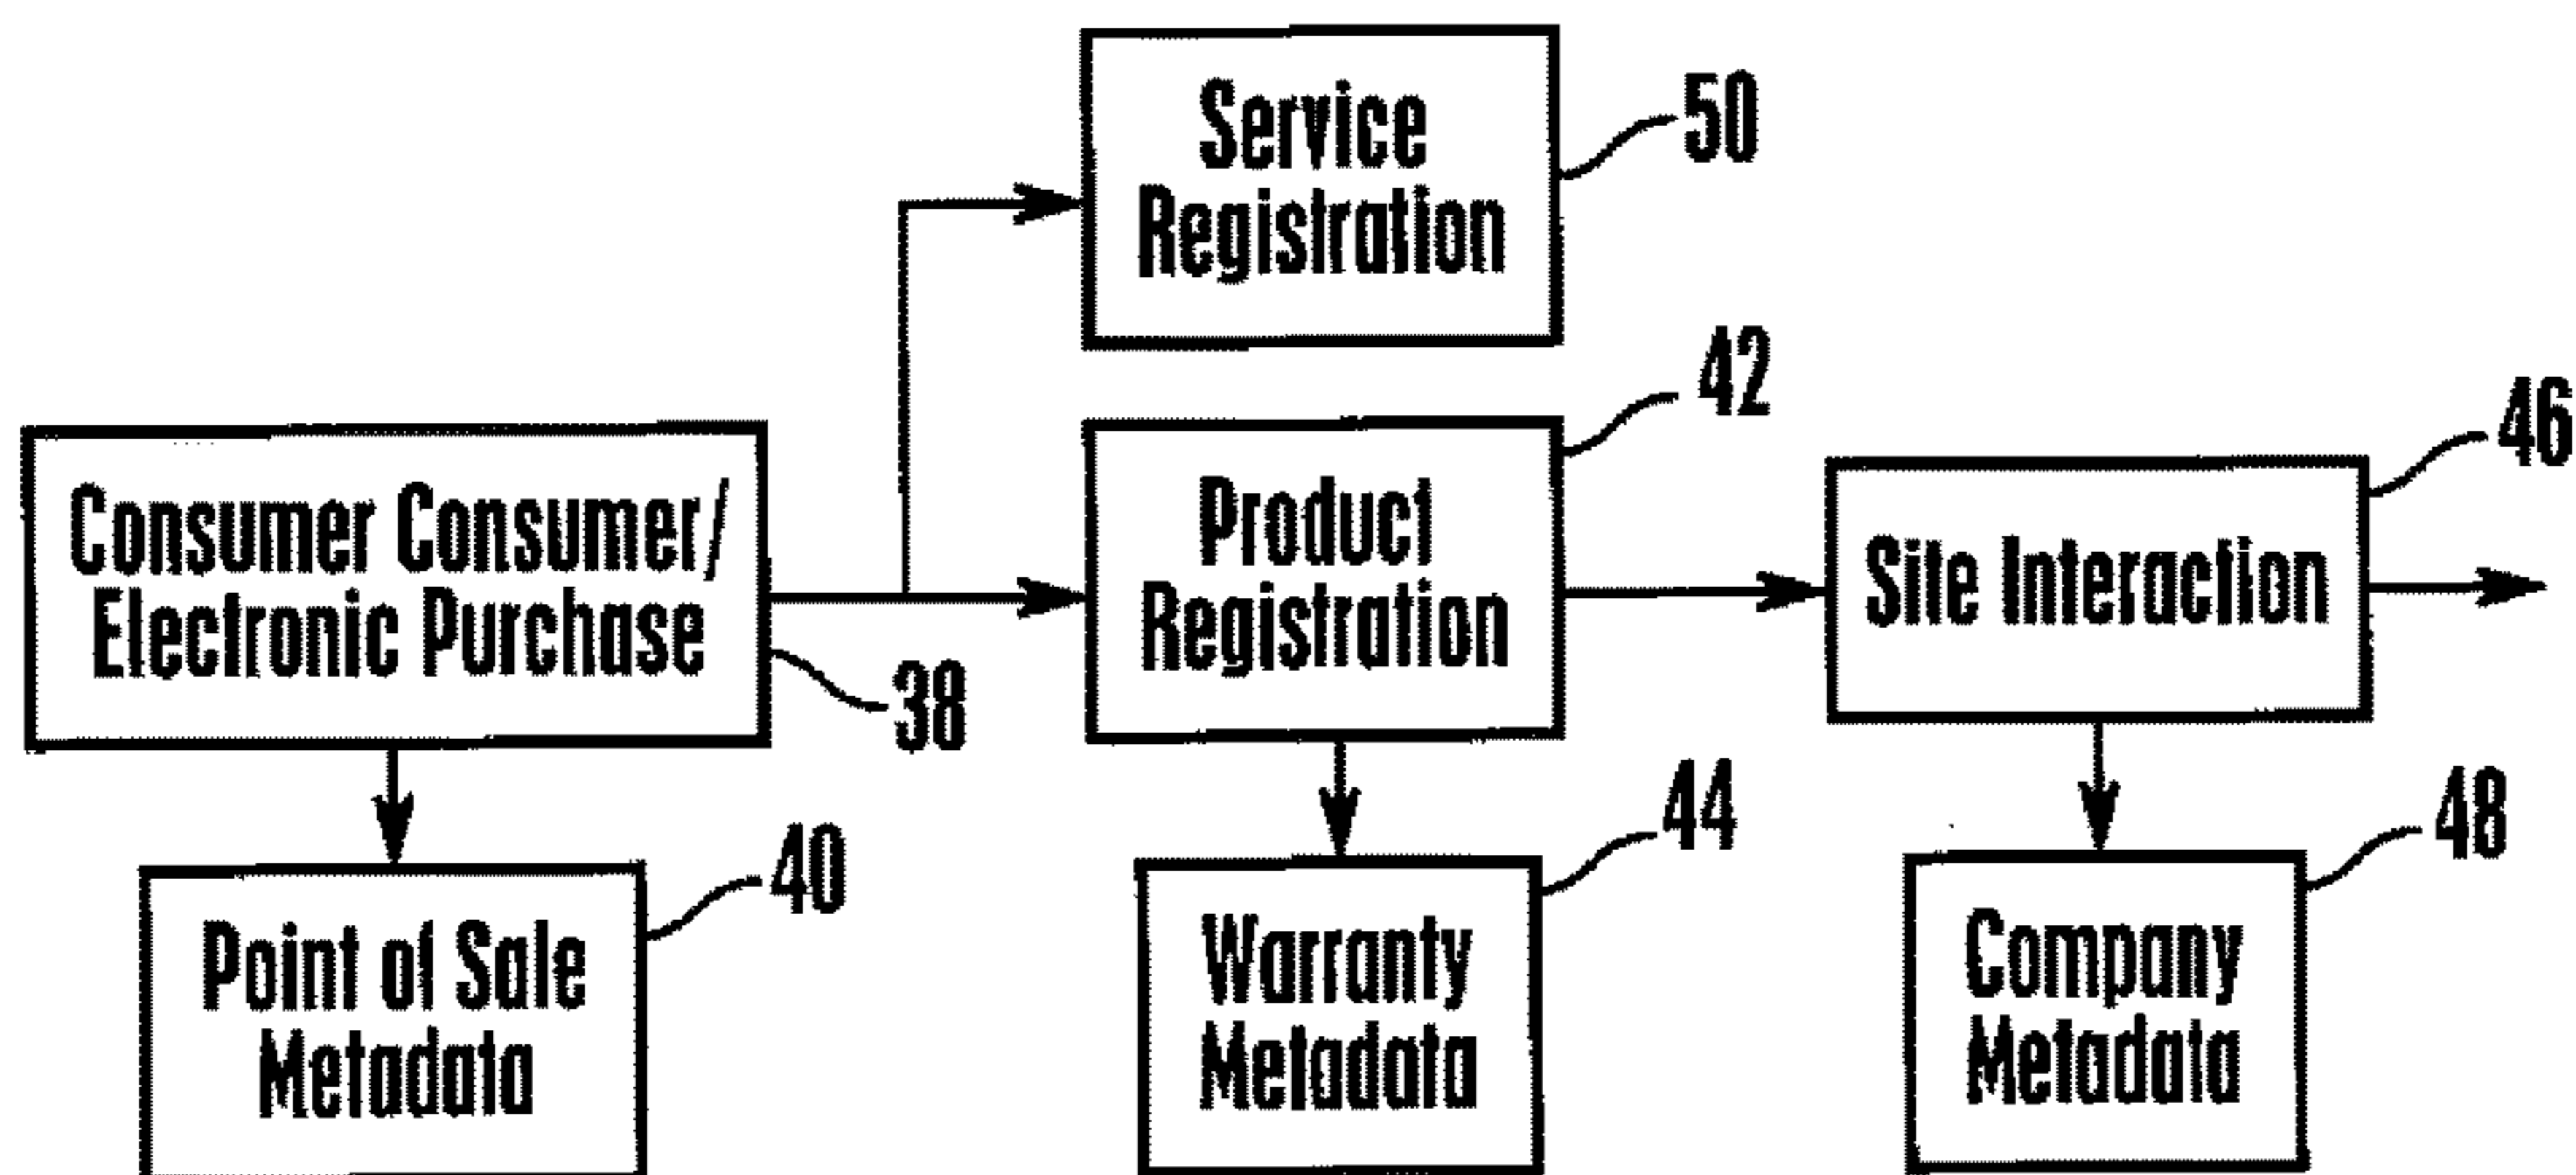 Service
Registration
50
42
46
Consumer Consumer/
Electronic Purchase
Product
Registration
Site Interaction
38
40
44
48
Point of Sale
Metadata
Warranty
Metadata
Company
Metadata